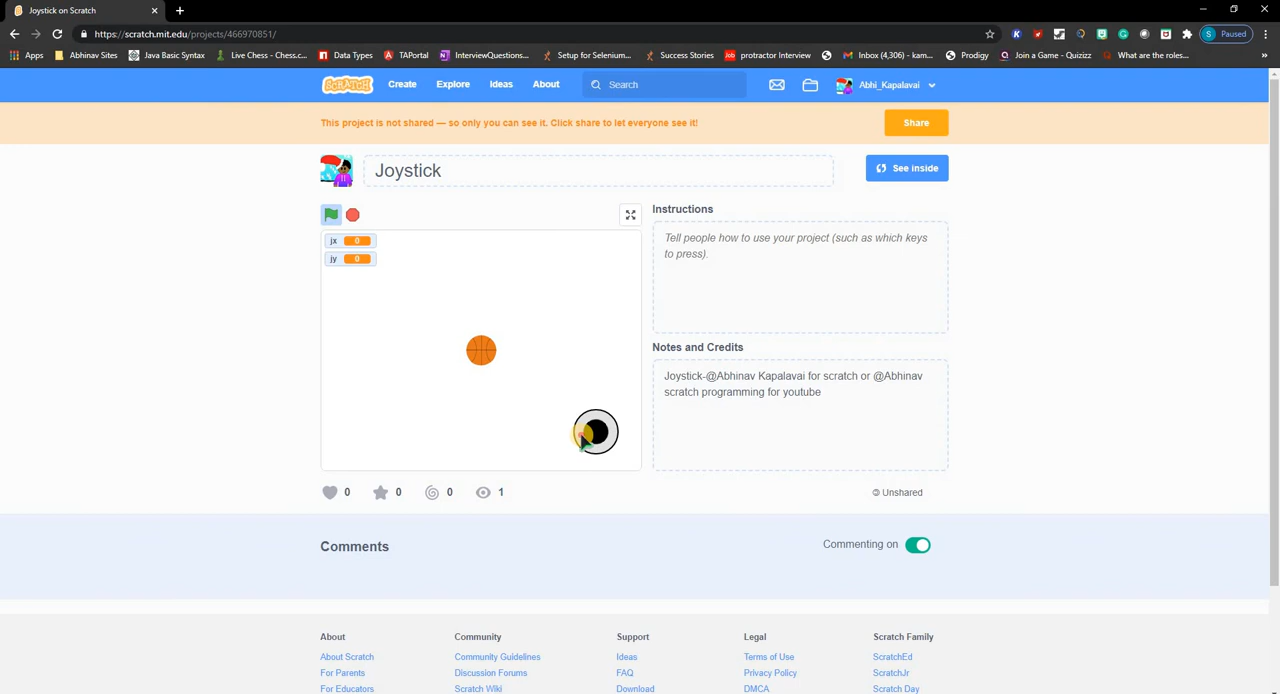 Joystick on Scratch
https://scratch.mit.edu/projects/466970851/
S Paused
Apps Abhinav Sites Java Basic Syntax Live Chess - Chess.c... Data Types TAPortal InterviewQuestions... Setup for Selenium... Success Stories protractor Interview Inbox (4,306) - kam... Prodigy Join a Game - Quizizz What are the roles...
SCRATCH Create Explore Ideas About Search Abhi_Kapalavai
This project is not shared — so only you can see it. Click share to let everyone see it! Share
Joystick See inside
Instructions
jx 0
jy 0
Tell people how to use your project (such as which keys
to press).
Notes and Credits
Joystick-@Abhinav Kapalavai for scratch or @Abhinav
scratch programming for youtube
0 0 0 1 Unshared
Comments Commenting on
About Community Support Legal Scratch Family
About Scratch Community Guidelines Ideas Terms of Use ScratchEd
For Parents Discussion Forums FAQ Privacy Policy ScratchJr
For Educators Scratch Wiki Download DMCA Scratch Day